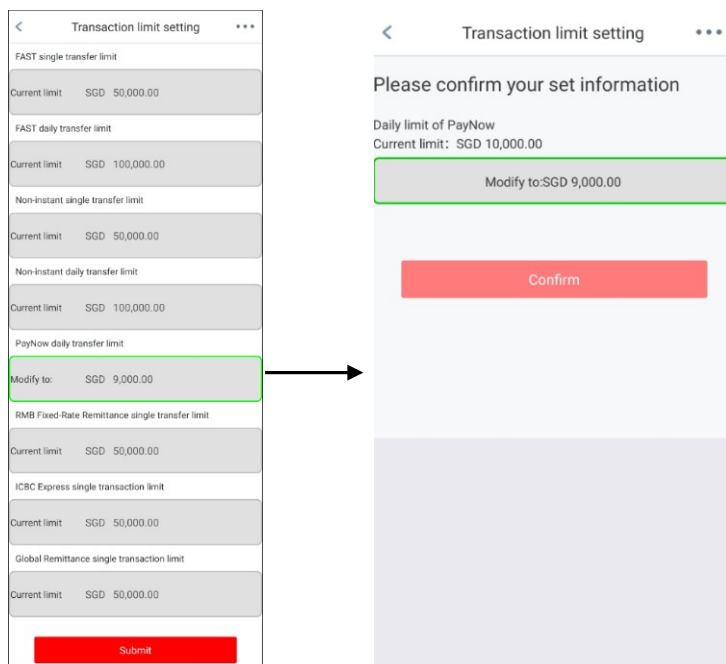 Transaction limit setting
FAST single transfer limit
Current limit SGD 50,000.00
FAST daily transfer limit
Current limit SGD 100,000.00
Non-instant single transfer limit
Current limit SGD 50,000.00
Non-instant daily transfer limit
Current limit SGD 100,000.00
PayNow daily transfer limit
Modify to: SGD 9,000.00
RMB Fixed-Rate Remittance single transfer limit
Current limit SGD 50,000.00
ICBC Express single transaction limit
Current limit SGD 50,000.00
Global Remittance single transaction limit
Current limit SGD 50,000.00
Submit
Transaction limit setting
Please confirm your set information
Daily limit of PayNow
Current limit: SGD 10,000.00
Modify to:SGD 9,000.00
Confirm